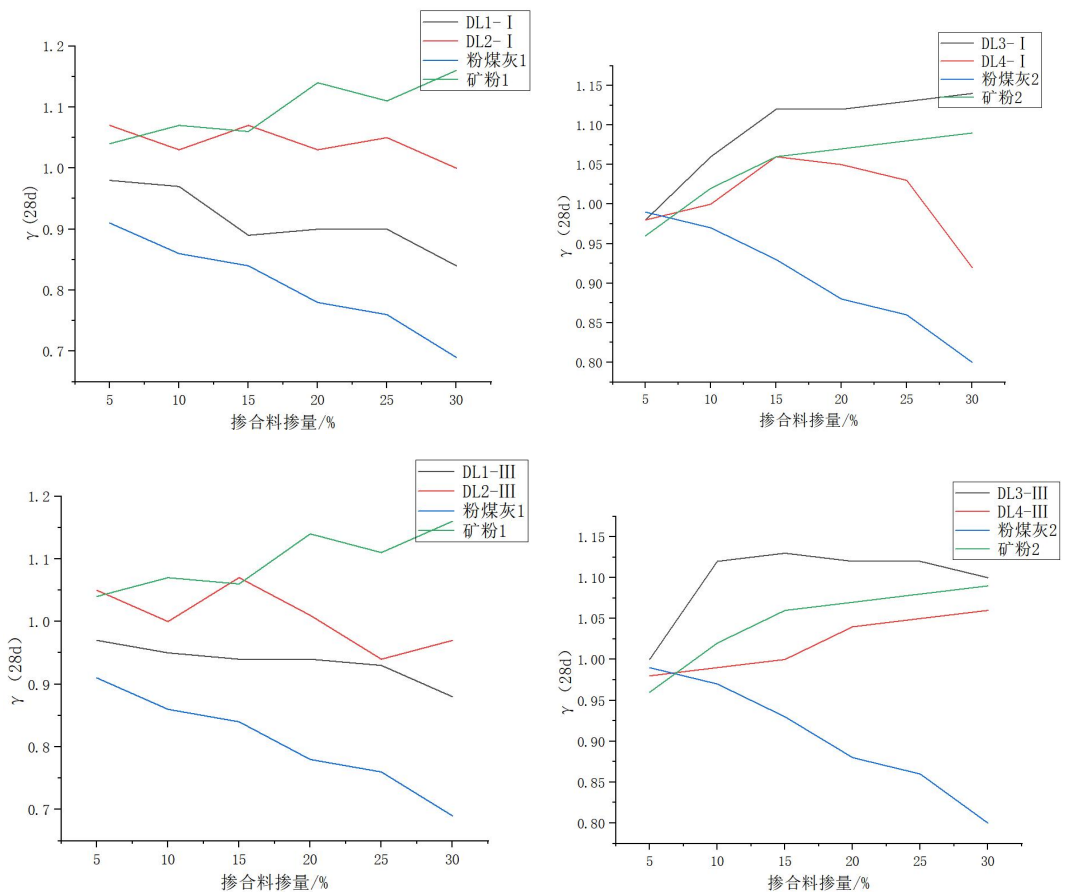 DL1-Ⅰ
DL2-Ⅰ
粉煤灰1
矿粉1
1.2
1.1
1.0
0.9
0.8
0.7
γ (28d)
5 10 15 20 25 30
掺合料掺量/%
DL3-Ⅰ
DL4-Ⅰ
粉煤灰2
矿粉2
1.15
1.10
1.05
1.00
0.95
0.90
0.85
0.80
γ（28d）
5 10 15 20 25 30
掺合料掺量/%
DL1-Ⅲ
DL2-Ⅲ
粉煤灰1
矿粉1
1.2
1.1
1.0
0.9
0.8
0.7
γ（28d）
5 10 15 20 25 30
掺合料掺量/%
DL3-Ⅲ
DL4-Ⅲ
粉煤灰2
矿粉2
1.15
1.10
1.05
1.00
0.95
0.90
0.85
0.80
γ（28d）
5 10 15 20 25 30
掺合料掺量/%